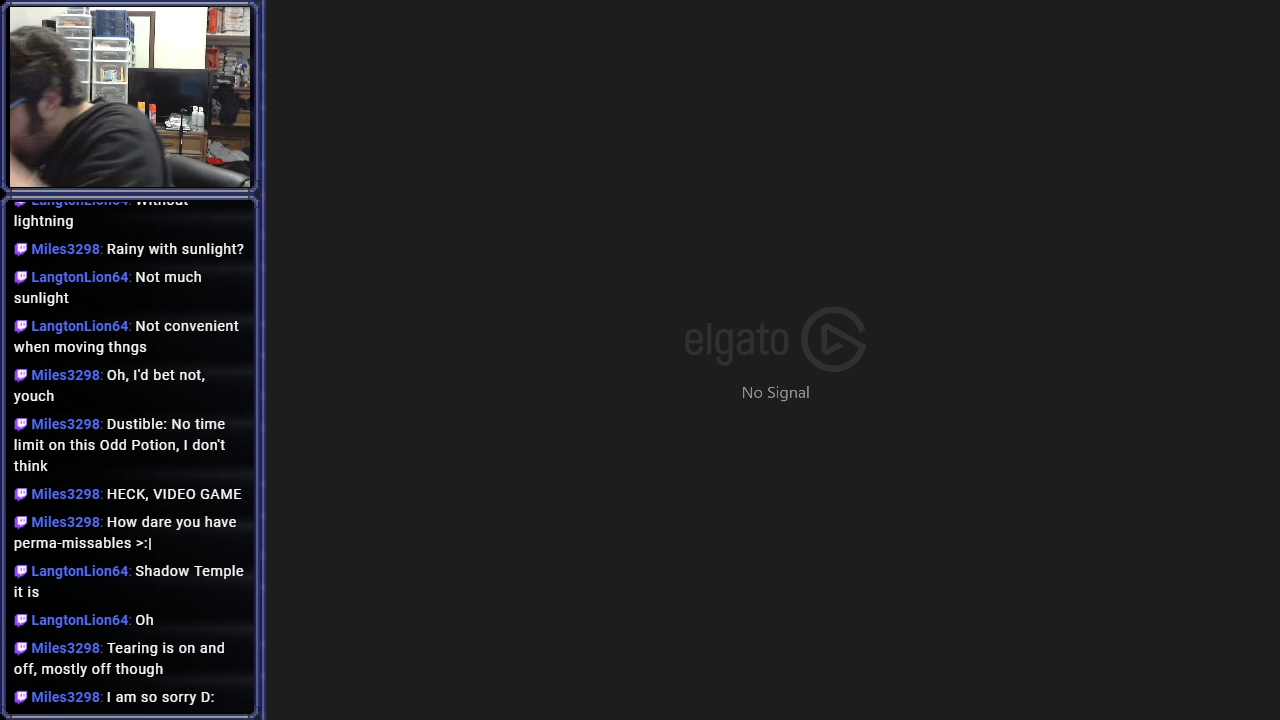 LangtonLion64: Without
lightning
Miles3298: Rainy with sunlight?
LangtonLion64: Not much
sunlight
LangtonLion64: Not convenient
when moving thngs
Miles3298: Oh, I'd bet not,
youch
Miles3298: Dustible: No time
limit on this Odd Potion, I don't
think
Miles3298: HECK, VIDEO GAME
Miles3298: How dare you have
perma-missables >:|
LangtonLion64: Shadow Temple
it is
LangtonLion64: Oh
Miles3298: Tearing is on and
off, mostly off though
Miles3298: I am so sorry D:
elgato
No Signal